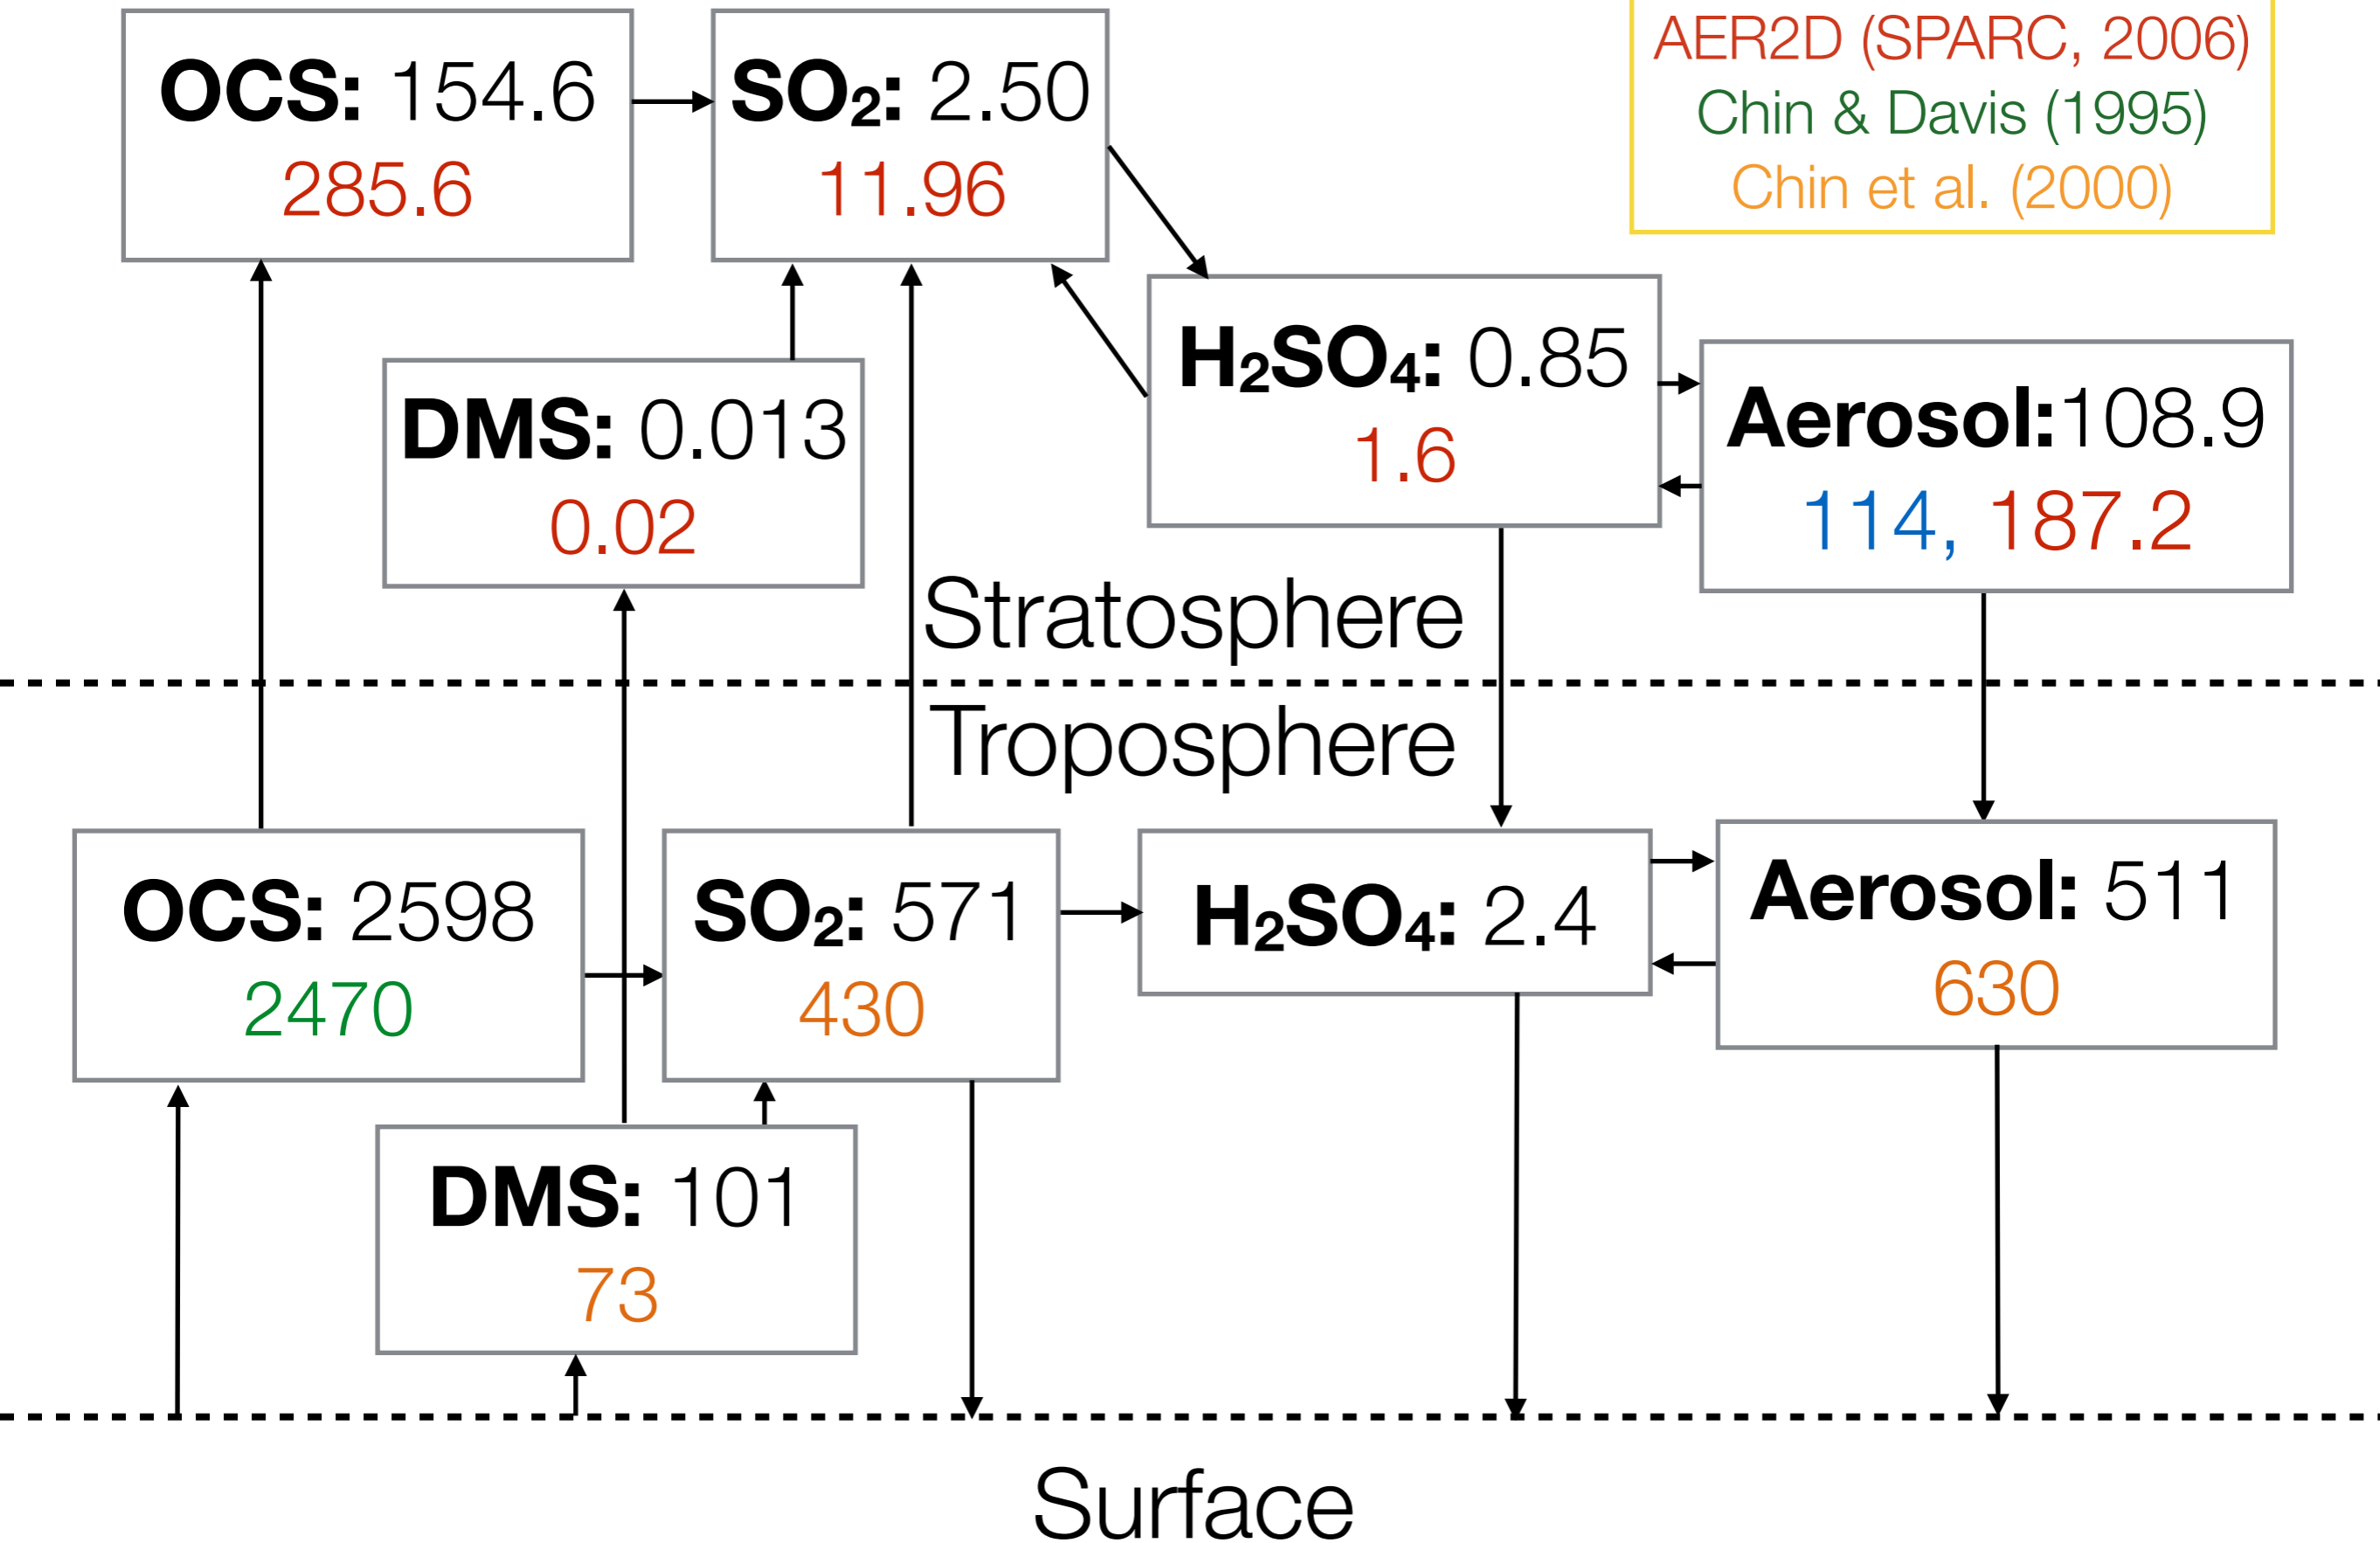 OCS: 154.6
285.6
SO₂: 2.50
11.96
AER2D (SPARC, 2006)
Chin & Davis (1995)
Chin et al. (2000)
H₂SO₄: 0.85
1.6
DMS: 0.013
0.02
Aerosol:108.9
114, 187.2
Stratosphere
Troposphere
OCS: 2598
2470
SO₂: 571
430
H₂SO₄: 2.4
Aerosol: 511
630
DMS: 101
73
Surface